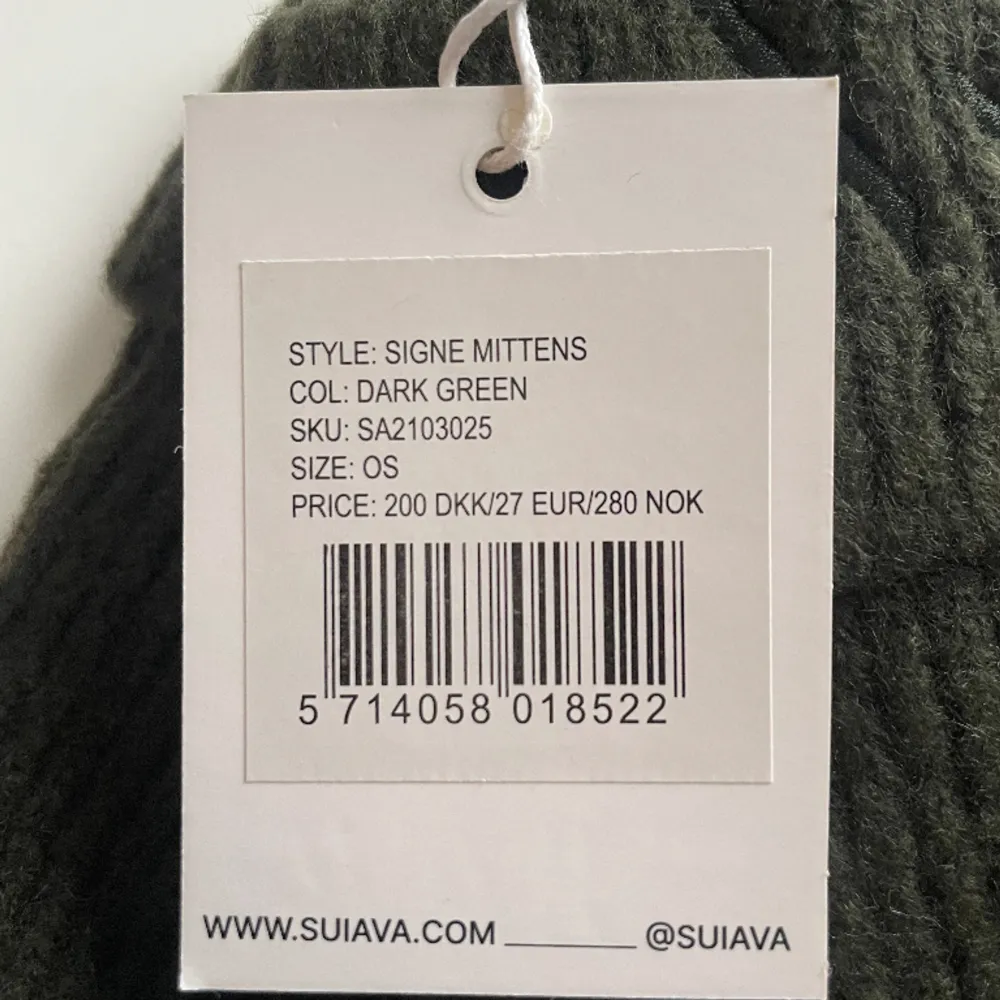 STYLE: SIGNE MITTENS
COL: DARK GREEN
SKU: SA2103025
SIZE: OS
PRICE: 200 DKK/27 EUR/280 NOK
5 714058 018522
WWW.SUIAVA.COM ________ @SUIAVA